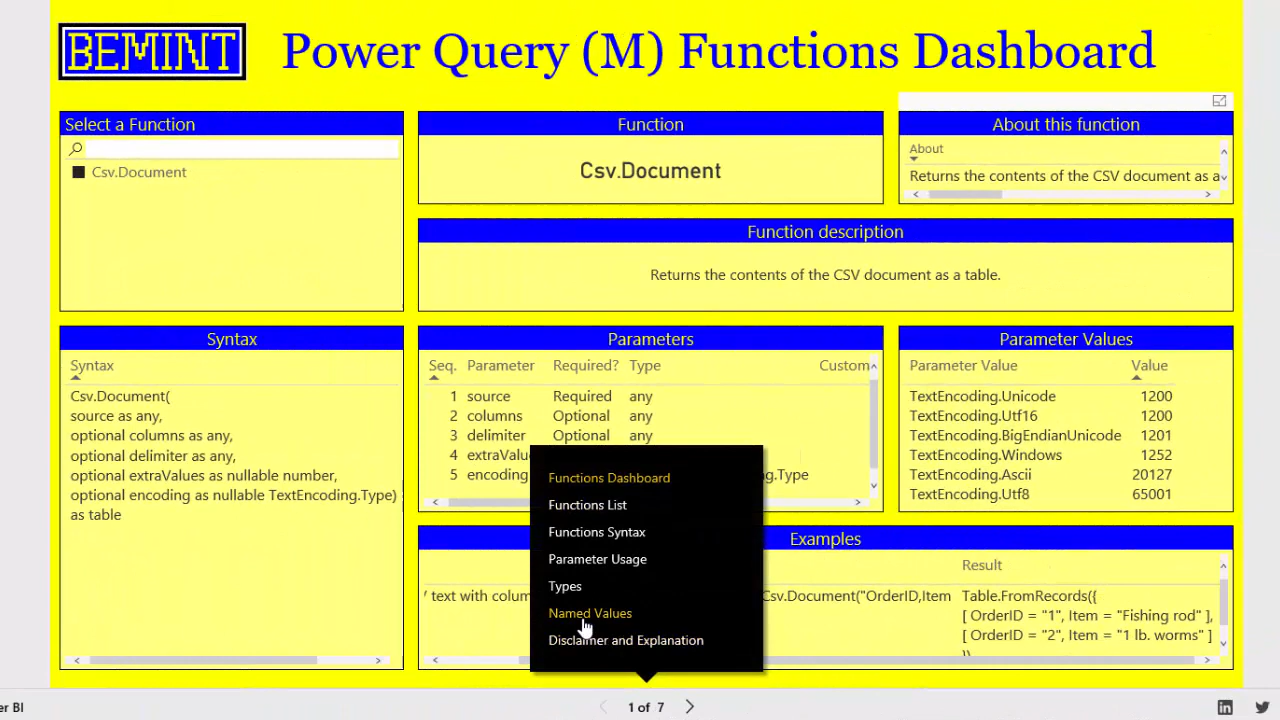 BEMINT
Power Query (M) Functions Dashboard
Select a Function
Csv.Document
Function
Csv.Document
About this function
About
Returns the contents of the CSV document as a
Function description
Returns the contents of the CSV document as a table.
Syntax
Syntax
Csv.Document(
source as any,
optional columns as any,
optional delimiter as any,
optional extraValues as nullable number,
optional encoding as nullable TextEncoding.Type)
as table
Parameters
Seq. Parameter Required? Type Custom
1 source Required any
2 columns Optional any
3 delimiter Optional any
4 extraValu
5 encoding ng.Type
Parameter Values
Parameter Value Value
TextEncoding.Unicode 1200
TextEncoding.Utf16 1200
TextEncoding.BigEndianUnicode 1201
TextEncoding.Windows 1252
TextEncoding.Ascii 20127
TextEncoding.Utf8 65001
Functions Dashboard
Functions List
Functions Syntax
Parameter Usage
Types
Named Values
Disclaimer and Explanation
Examples
Result
text with colum Csv.Document("OrderID,Item Table.FromRecords({
[ OrderID = "1", Item = "Fishing rod" ],
[ OrderID = "2", Item = "1 lb. worms" ]
er BI
1 of 7